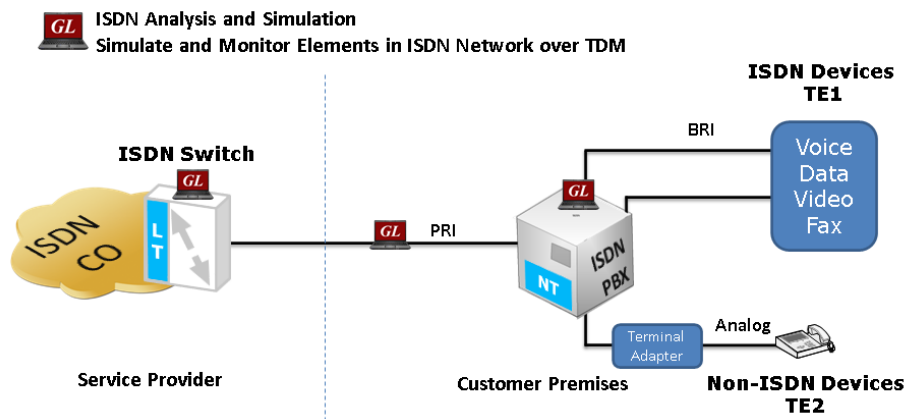 GL
ISDN Analysis and Simulation
Simulate and Monitor Elements in ISDN Network over TDM
ISDN Devices
TE1
BRI
Voice
Data
Video
Fax
ISDN Switch
GL
GL
ISDN
CO
L
T
GL
PRI
ISDN
PBX
NT
Analog
Terminal
Adapter
Service Provider
Customer Premises
Non-ISDN Devices
TE2